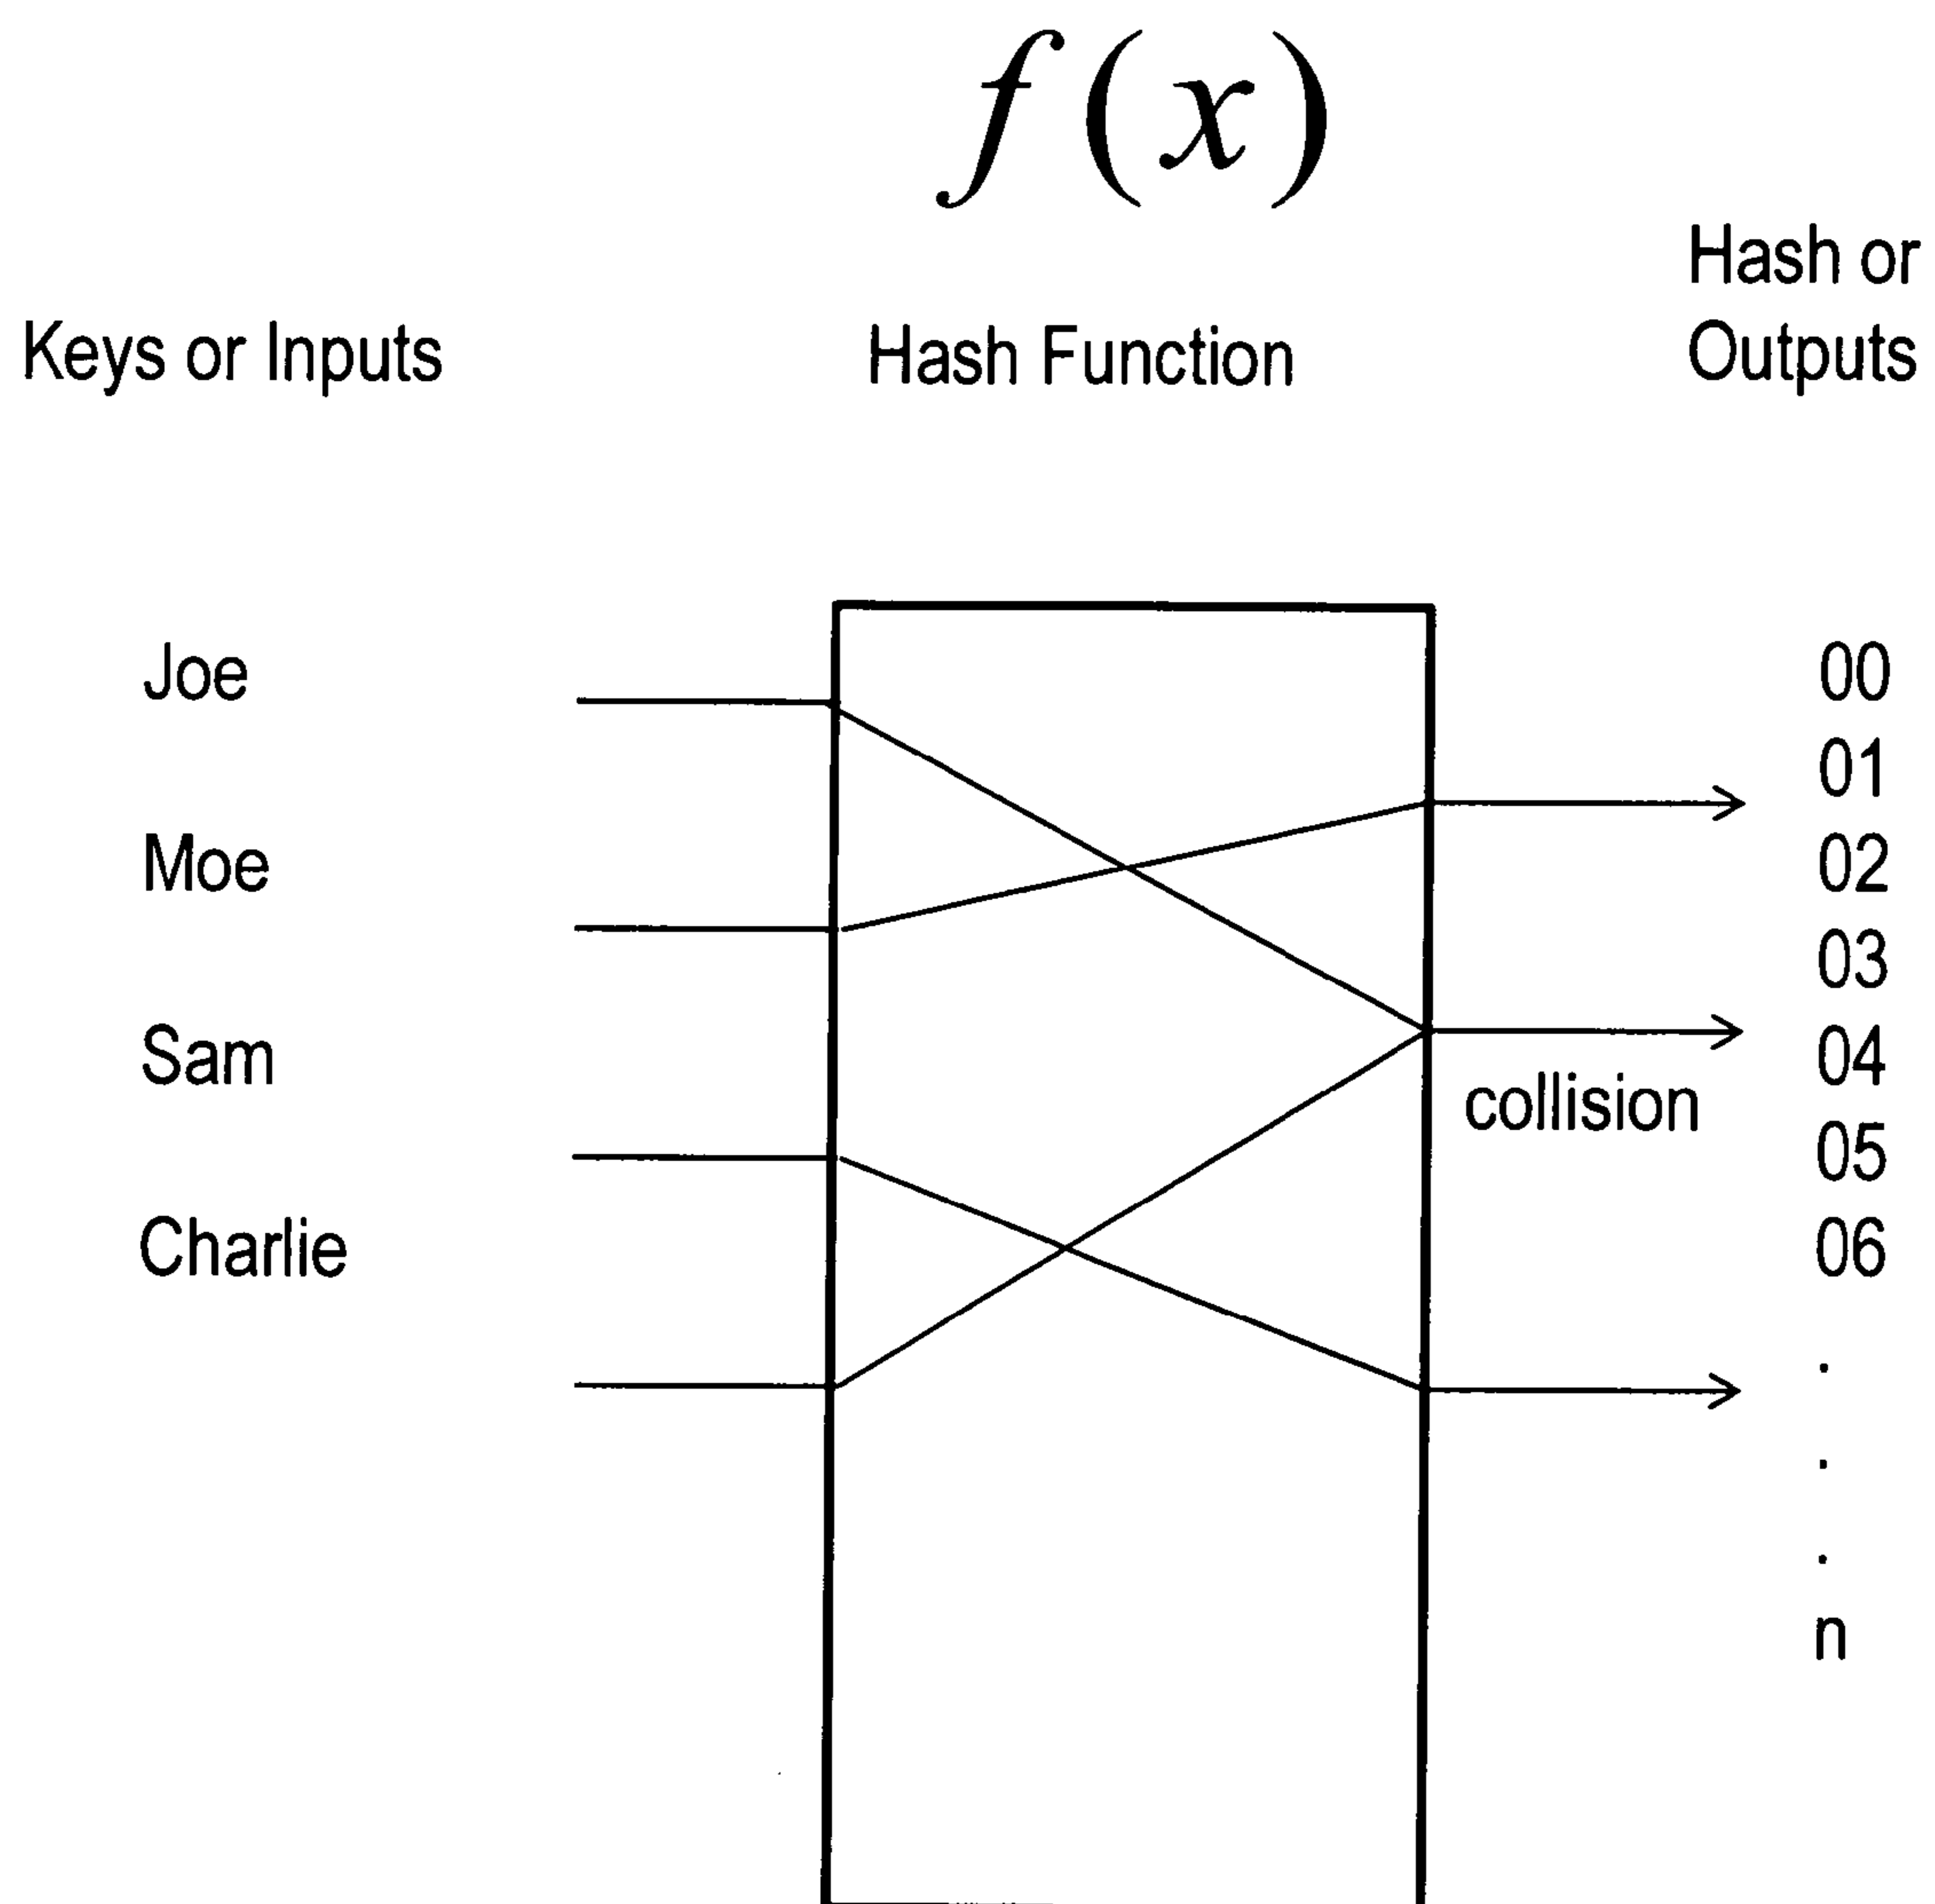 f(x)
Keys or Inputs
Hash Function
Hash or
Outputs
Joe
Moe
Sam
Charlie
collision
00
01
02
03
04
05
06
.
.
.
n